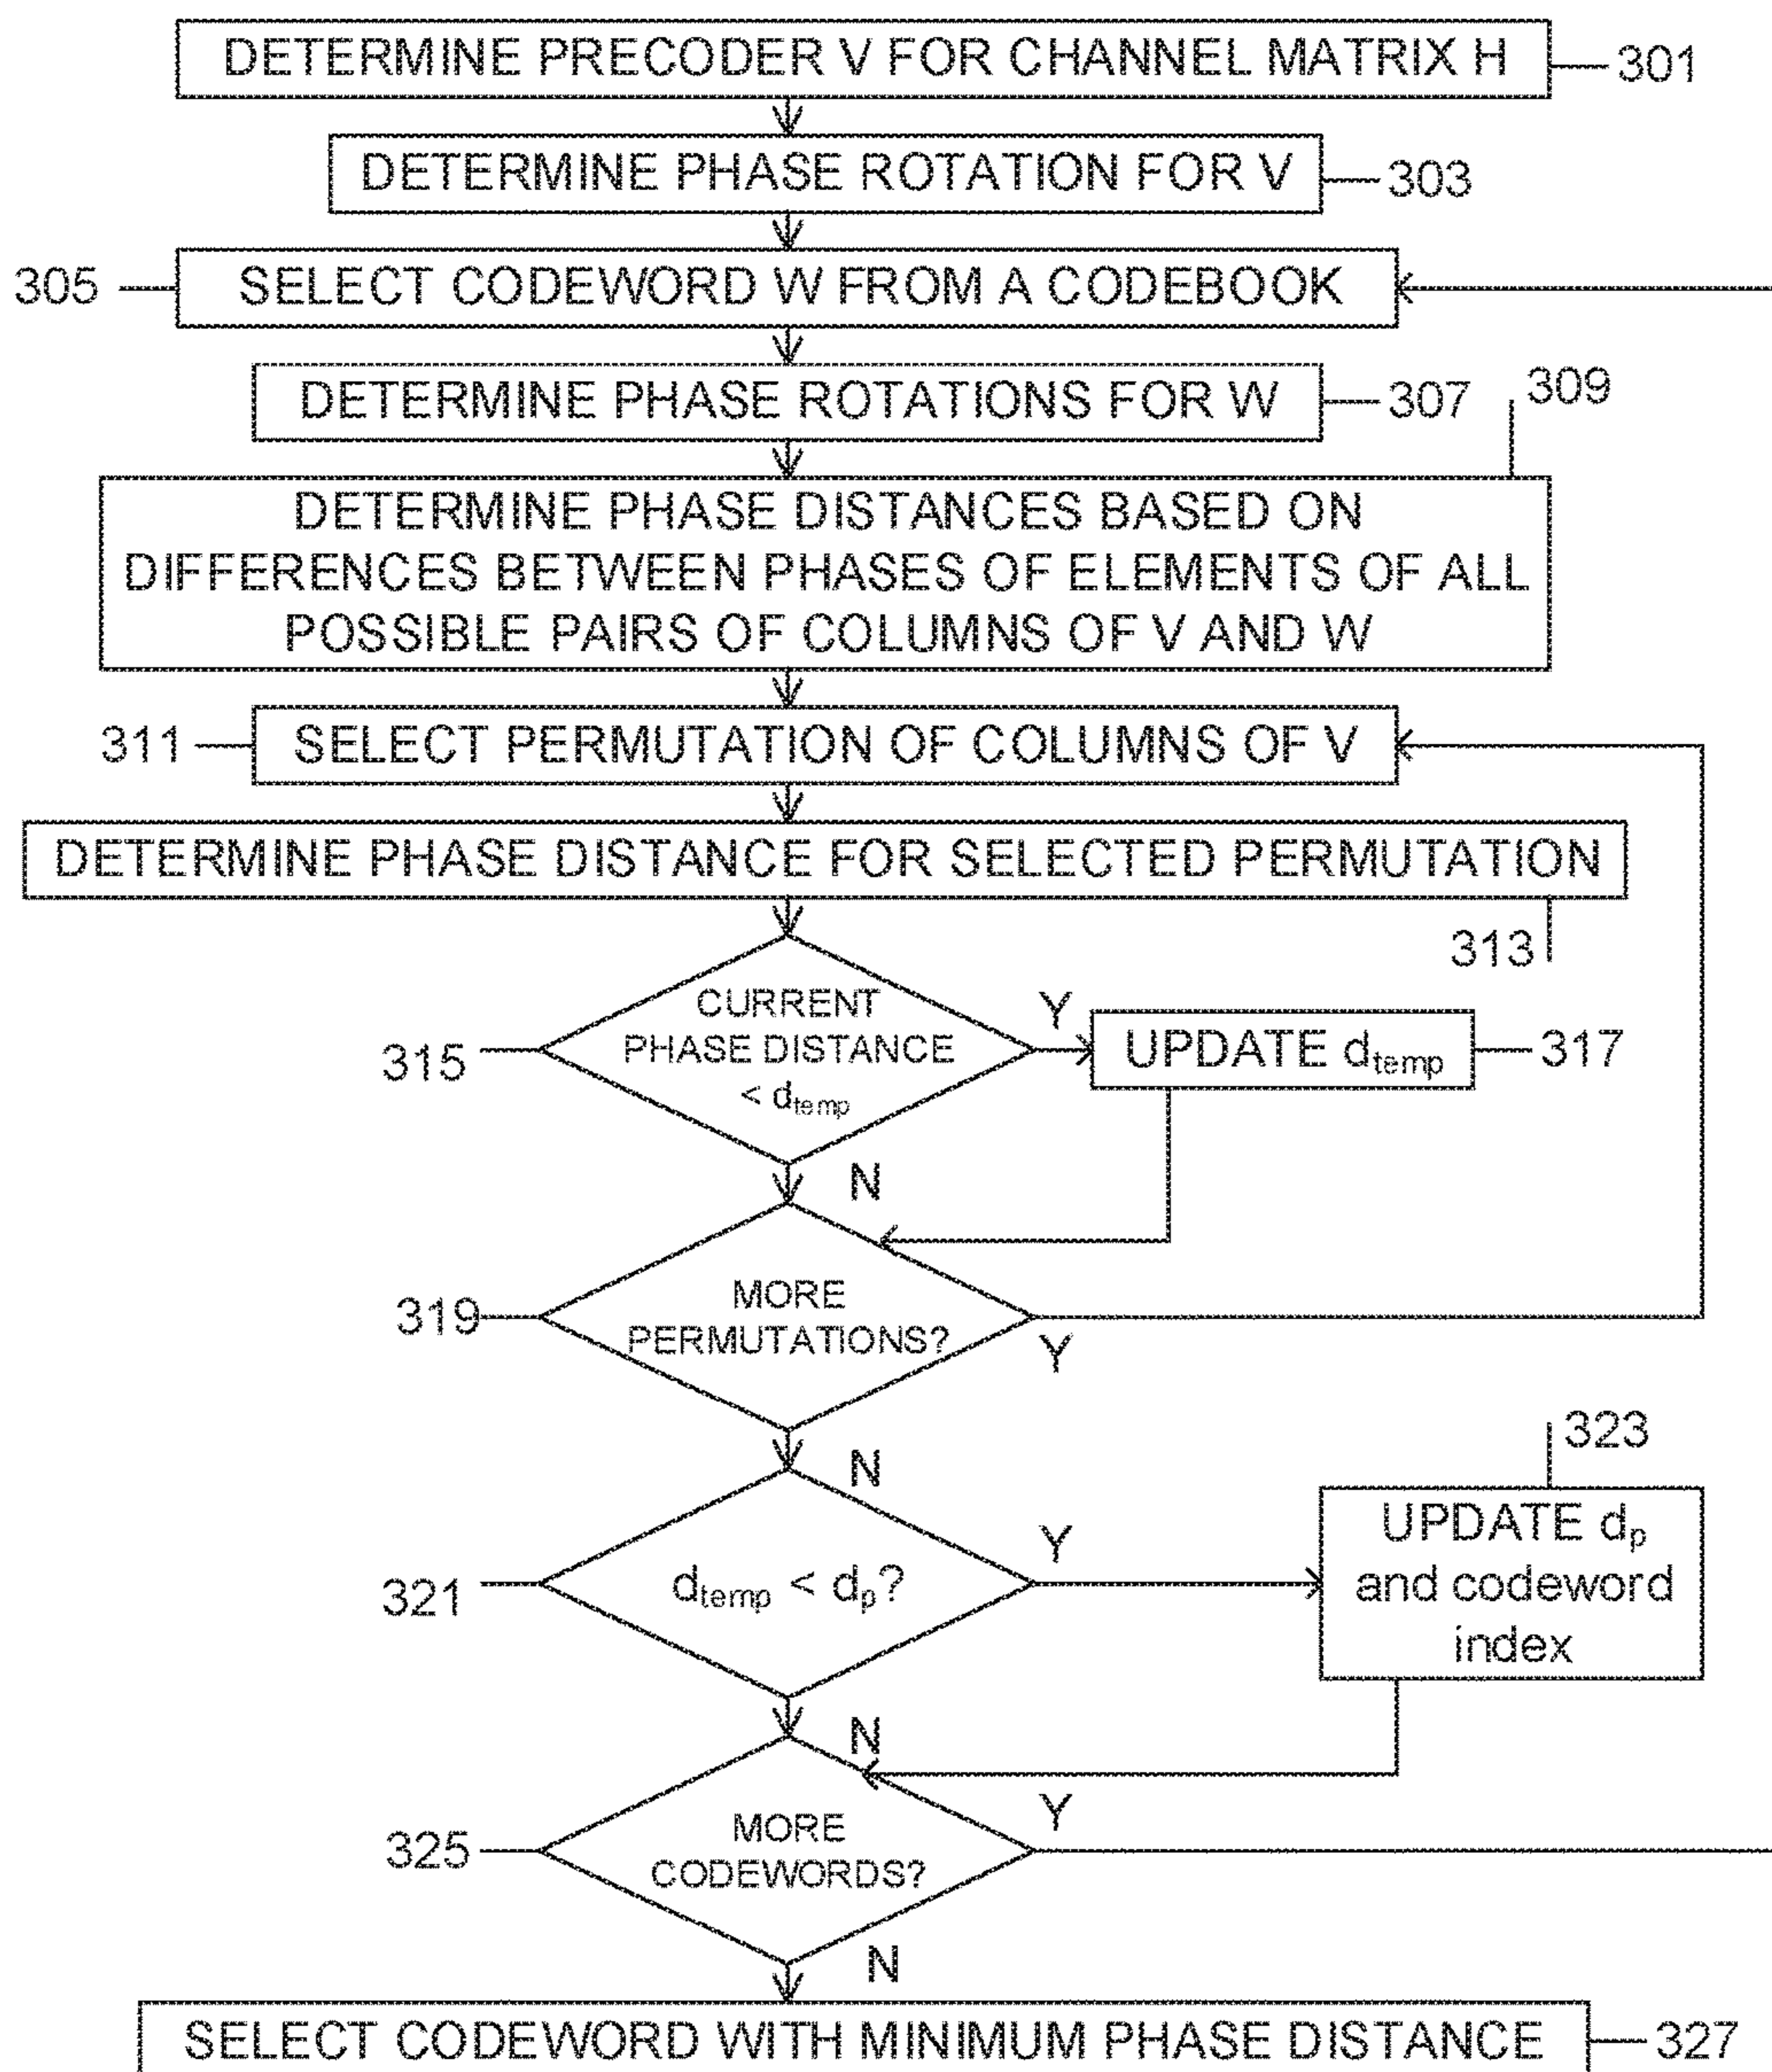 DETERMINE PRECODER V FOR CHANNEL MATRIX H
301
DETERMINE PHASE ROTATION FOR V
303
305
SELECT CODEWORD W FROM A CODEBOOK
DETERMINE PHASE ROTATIONS FOR W
307
309
DETERMINE PHASE DISTANCES BASED ON
DIFFERENCES BETWEEN PHASES OF ELEMENTS OF ALL
POSSIBLE PAIRS OF COLUMNS OF V AND W
311
SELECT PERMUTATION OF COLUMNS OF V
DETERMINE PHASE DISTANCE FOR SELECTED PERMUTATION
313
315
CURRENT
PHASE DISTANCE
< dtemp
Y
UPDATE dtemp
317
N
319
MORE
PERMUTATIONS?
Y
N
321
dtemp < dp?
Y
323
UPDATE dp
and codeword
index
N
325
MORE
CODEWORDS?
Y
N
SELECT CODEWORD WITH MINIMUM PHASE DISTANCE
327